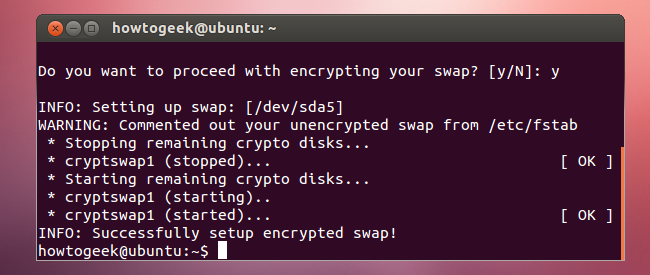 howtogeek@ubuntu: ~
Do you want to proceed with encrypting your swap? [y/N]: y
INFO: Setting up swap: [/dev/sda5]
WARNING: Commented out your unencrypted swap from /etc/fstab
 * Stopping remaining crypto disks...
 * cryptswap1 (stopped)... [ OK ]
 * Starting remaining crypto disks...
 * cryptswap1 (starting)..
 * cryptswap1 (started)... [ OK ]
INFO: Successfully setup encrypted swap!
howtogeek@ubuntu:~$